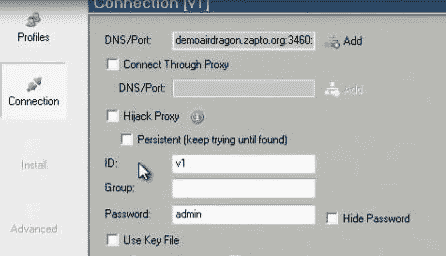 Connection [v1]
Profiles
DNS/Port: demoairdragon.zapto.org:3460: Add
Connect Through Proxy
Connection
DNS/Port: Add
Hijack Proxy
Persistent (keep trying until found)
ID: v1
Install
Group:
Password: admin Hide Password
Advanced
Use Key File